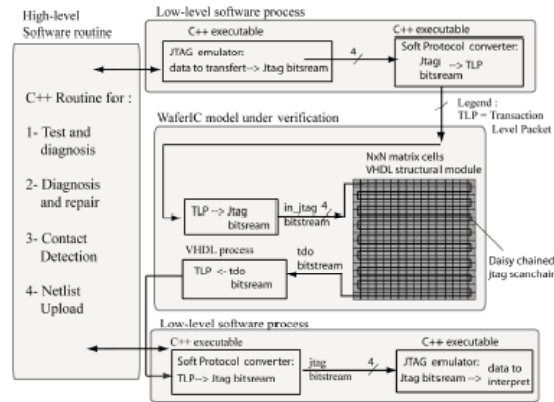 High-level
Software routine
C++ Routine for :
1- Test and
diagnosis
2- Diagnosis
and repair
3- Contact
Detection
4- Netlist
Upload
Low-level software process
C++ executable
JTAG emulator:
data to transfert--> Jtag bitsream
4
C++ executable
Soft Protocol converter:
Jtag --> TLP
bitsream
Legend :
TLP = Transaction
Level Packet
WaferIC model under verification
NxN matrix cells
VHDL structural module
TLP --> Jtag
bitsream
in_jtag
bitstream
4
VHDL process
TLP <- tdo
bitsream
tdo
bitsream
Daisy chained
jtag scanchain
Low-level software process
C++ executable
Soft Protocol converter:
TLP--> Jtag bitsream
jtag
bitstream
4
C++ executable
JTAG emulator:
Jtag bitsream -->
data to
interpret